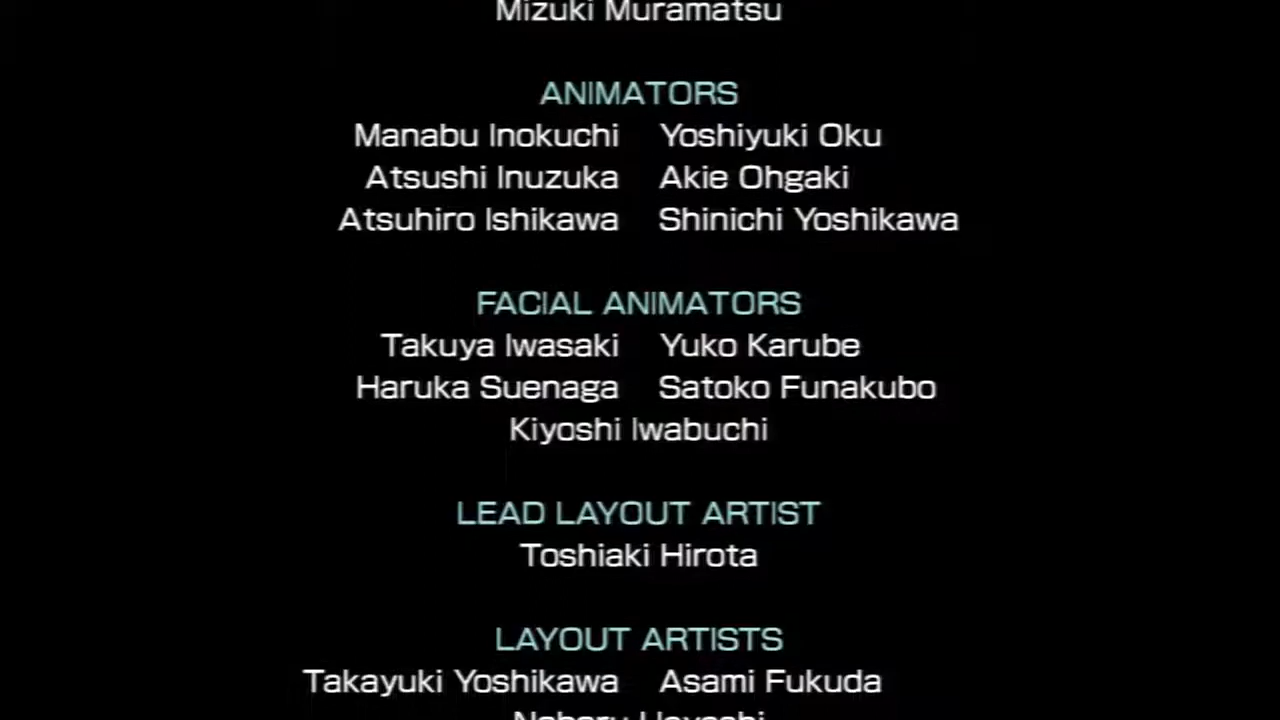 Mizuki Muramatsu
ANIMATORS
Manabu Inokuchi Yoshiyuki Oku
Atsushi Inuzuka Akie Ohgaki
Atsuhiro Ishikawa Shinichi Yoshikawa
FACIAL ANIMATORS
Takuya Iwasaki Yuko Karube
Haruka Suenaga Satoko Funakubo
Kiyoshi Iwabuchi
LEAD LAYOUT ARTIST
Toshiaki Hirota
LAYOUT ARTISTS
Takayuki Yoshikawa Asami Fukuda